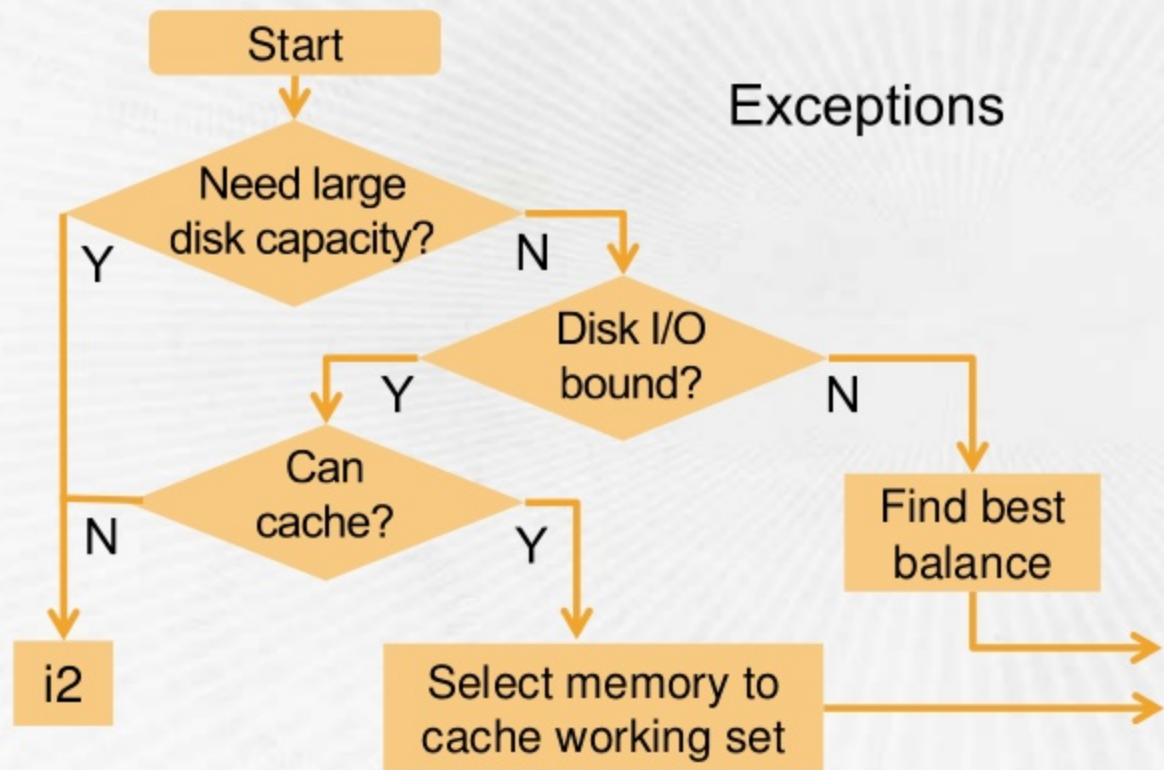 Start
Exceptions
Need large
disk capacity?
Y
N
Disk I/O
bound?
Y
N
Can
cache?
N
Y
Find best
balance
i2
Select memory to
cache working set